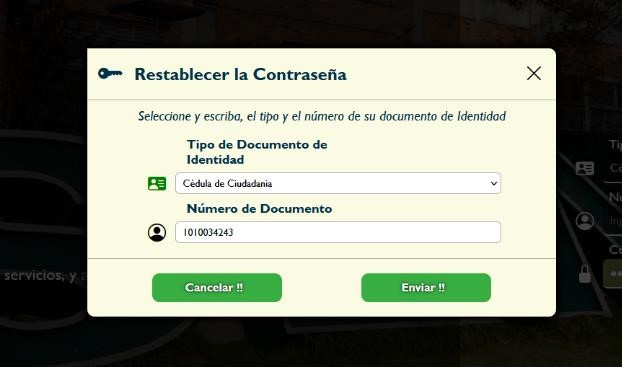 Restablecer la Contraseña
Seleccione y escriba, el tipo y el número de su documento de Identidad
Tipo de Documento de
Identidad
Cédula de Ciudadania
Número de Documento
1010034243
servicios, y
Cancelar !!
Enviar !!